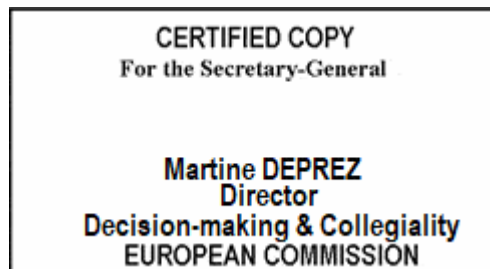 CERTIFIED COPY
For the Secretary-General
Martine DEPREZ
Director
Decision-making & Collegiality
EUROPEAN COMMISSION